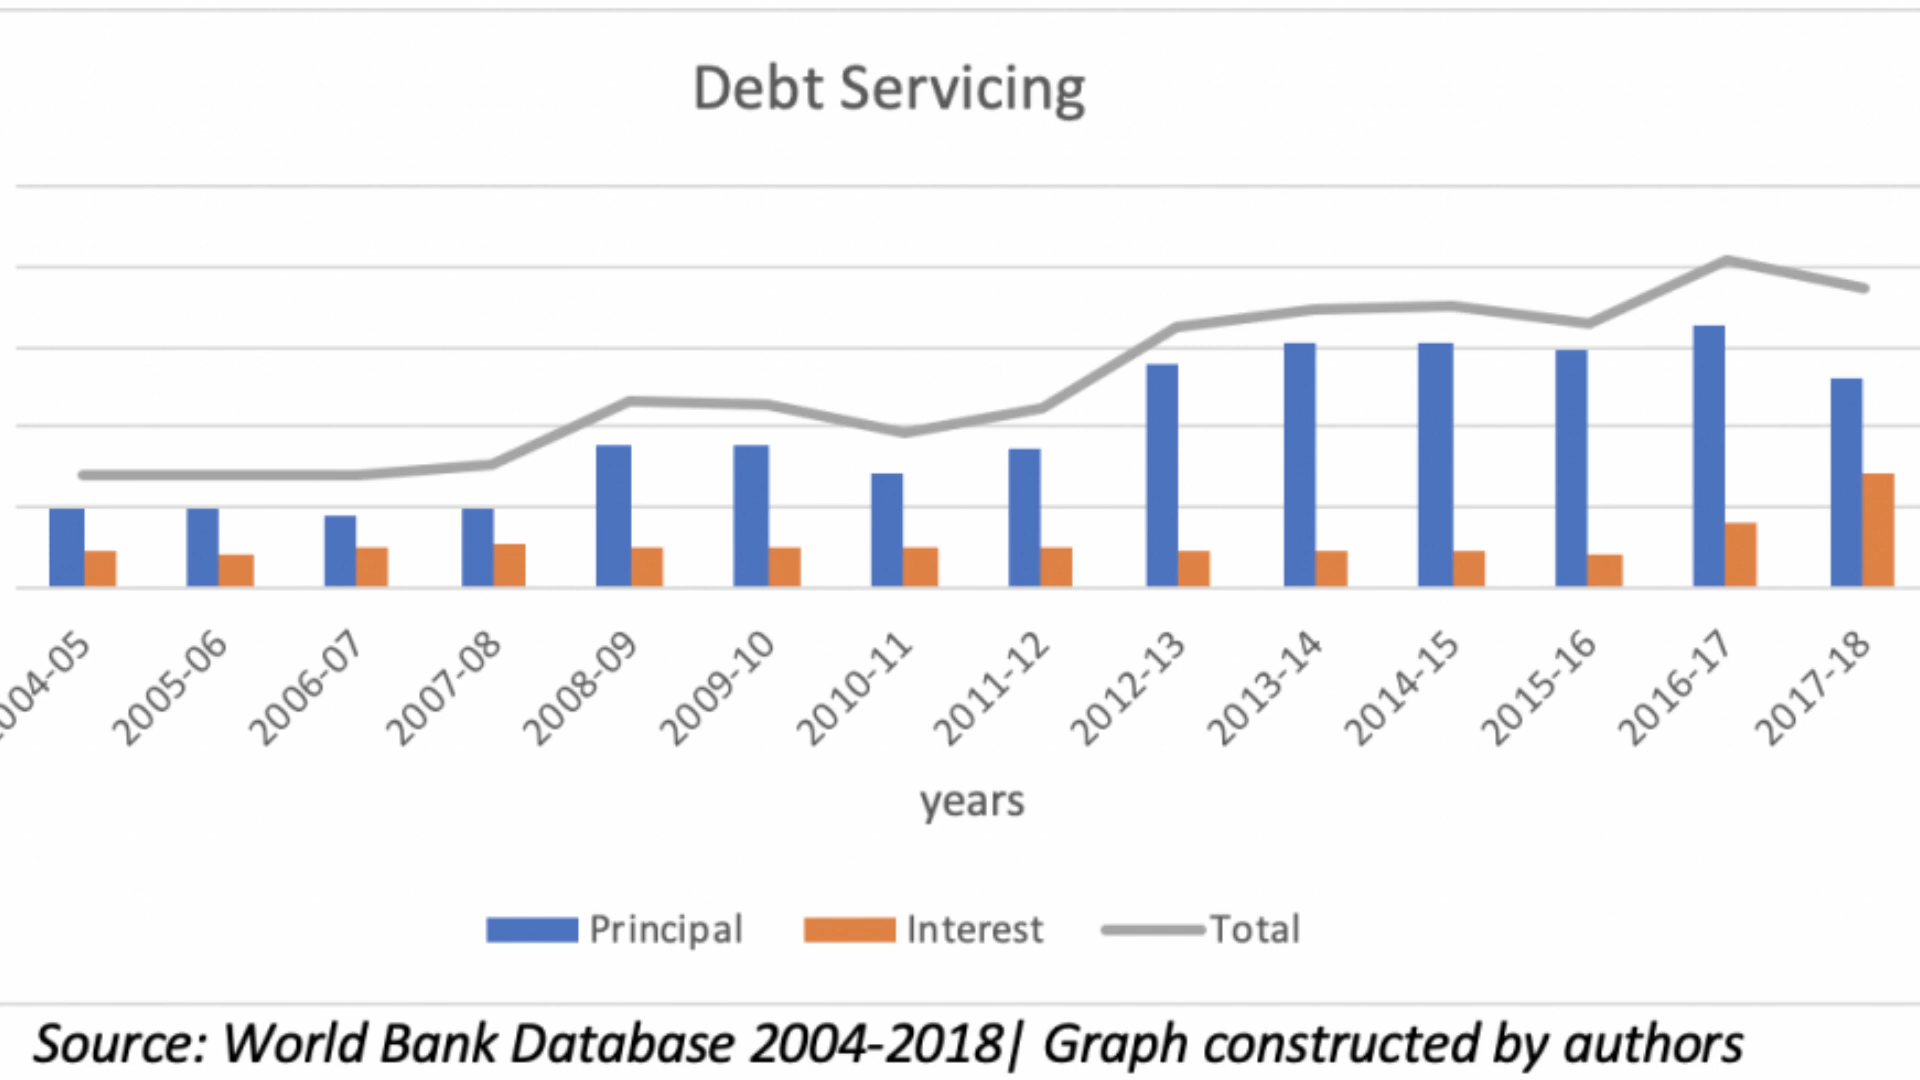 Debt Servicing
004-05
2005-06
2006-07
2007-08
2008-09
2009-10
2010-11
2011-12
2012-13
2013-14
2014-15
2015-16
2016-17
2017-18
years
Principal
Interest
Total
Source: World Bank Database 2004-2018| Graph constructed by authors